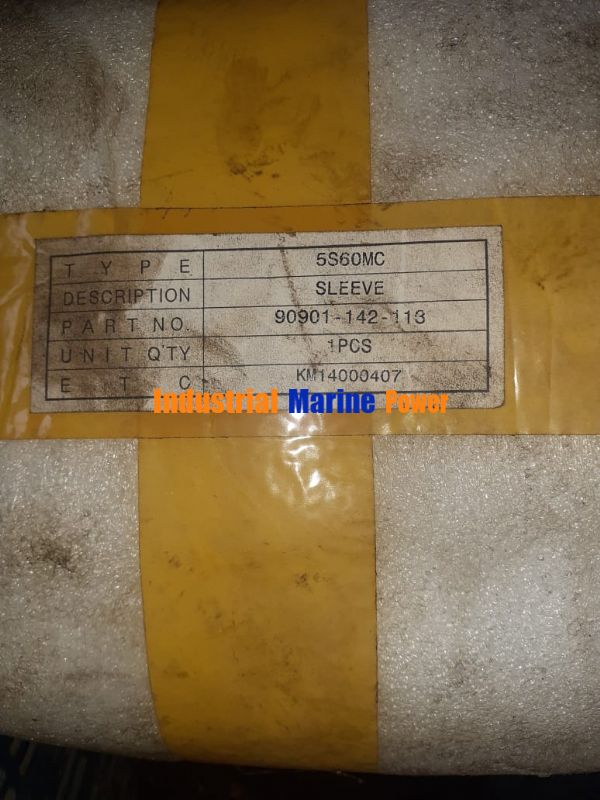 TYPE 5S60MC
DESCRIPTION SLEEVE
PART NO. 90901-142-113
UNIT QTY 1PCS
ETC KM14000407
Industrial Marine Power